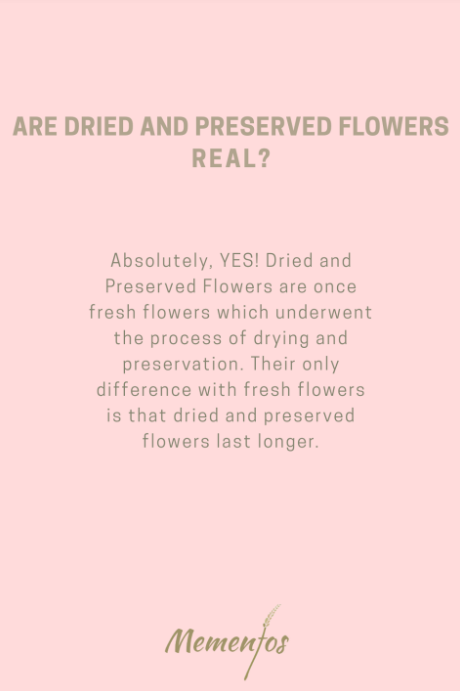 ARE DRIED AND PRESERVED FLOWERS
REAL?
Absolutely, YES! Dried and
Preserved Flowers are once
fresh flowers which underwent
the process of drying and
preservation. Their only
difference with fresh flowers
is that dried and preserved
flowers last longer.
Mementos